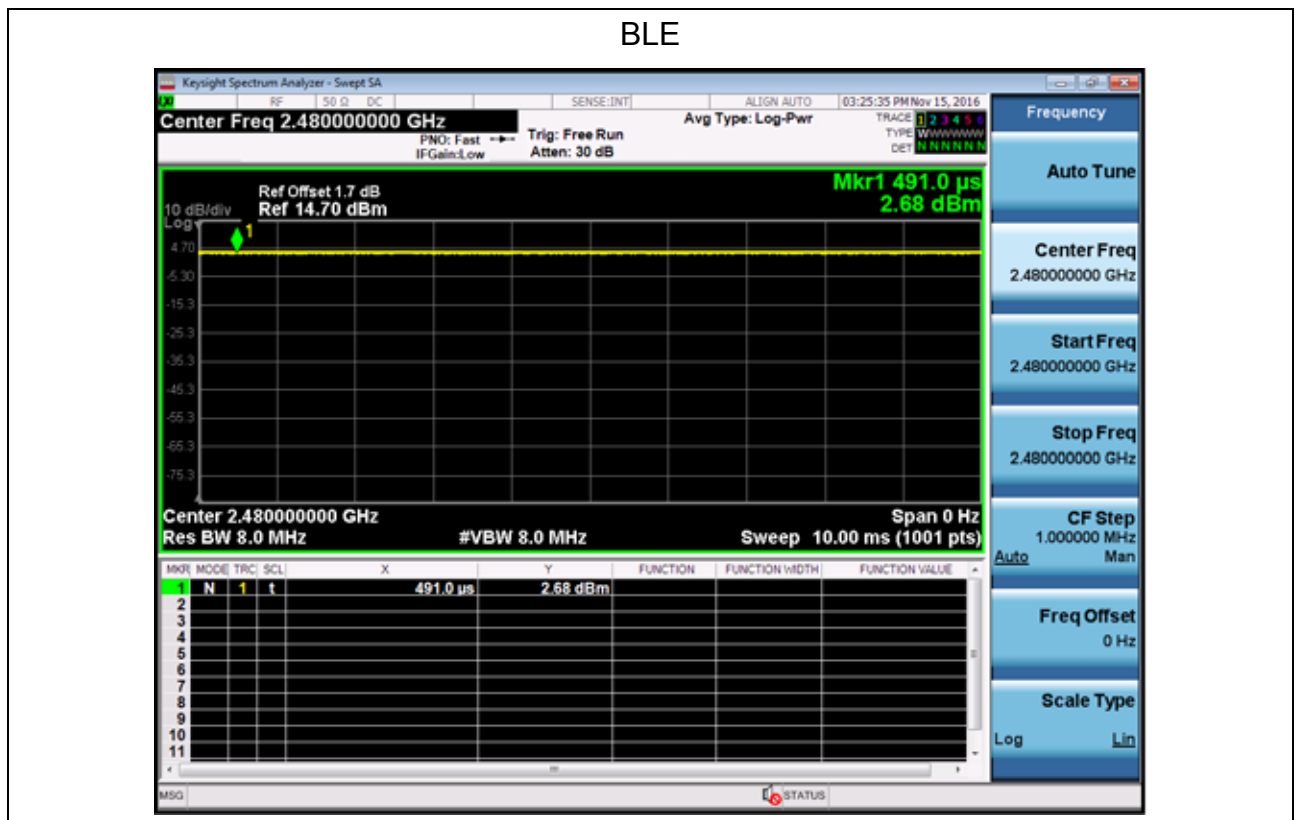 BLE
Keysight Spectrum Analyzer - Swept SA
RF 50 Ω DC SENSE:INT ALIGN AUTO 03:25:35 PM Nov 15, 2016
Center Freq 2.480000000 GHz
Avg Type: Log-Pwr
TRACE 1 2 3 4 5 6
PNO: Fast
Trig: Free Run
TYPE WWWWWWW
IFGain:Low
Atten: 30 dB
DET N N N N N N
Mkr1 491.0 µs
2.68 dBm
Ref Offset 1.7 dB
10 dB/div Ref 14.70 dBm
Log
1
4.70
-5.30
-15.3
-25.3
-35.3
-45.3
-55.3
-65.3
-75.3
Center 2.480000000 GHz Span 0 Hz
Res BW 8.0 MHz #VBW 8.0 MHz Sweep 10.00 ms (1001 pts)
MKR MODE TRC SCL X Y FUNCTION FUNCTION WIDTH FUNCTION VALUE
1 N 1 t 491.0 µs 2.68 dBm
2
3
4
5
6
7
8
9
10
11
MSG STATUS
Frequency
Auto Tune
Center Freq
2.480000000 GHz
Start Freq
2.480000000 GHz
Stop Freq
2.480000000 GHz
CF Step
1.000000 MHz
Auto Man
Freq Offset
0 Hz
Scale Type
Log Lin